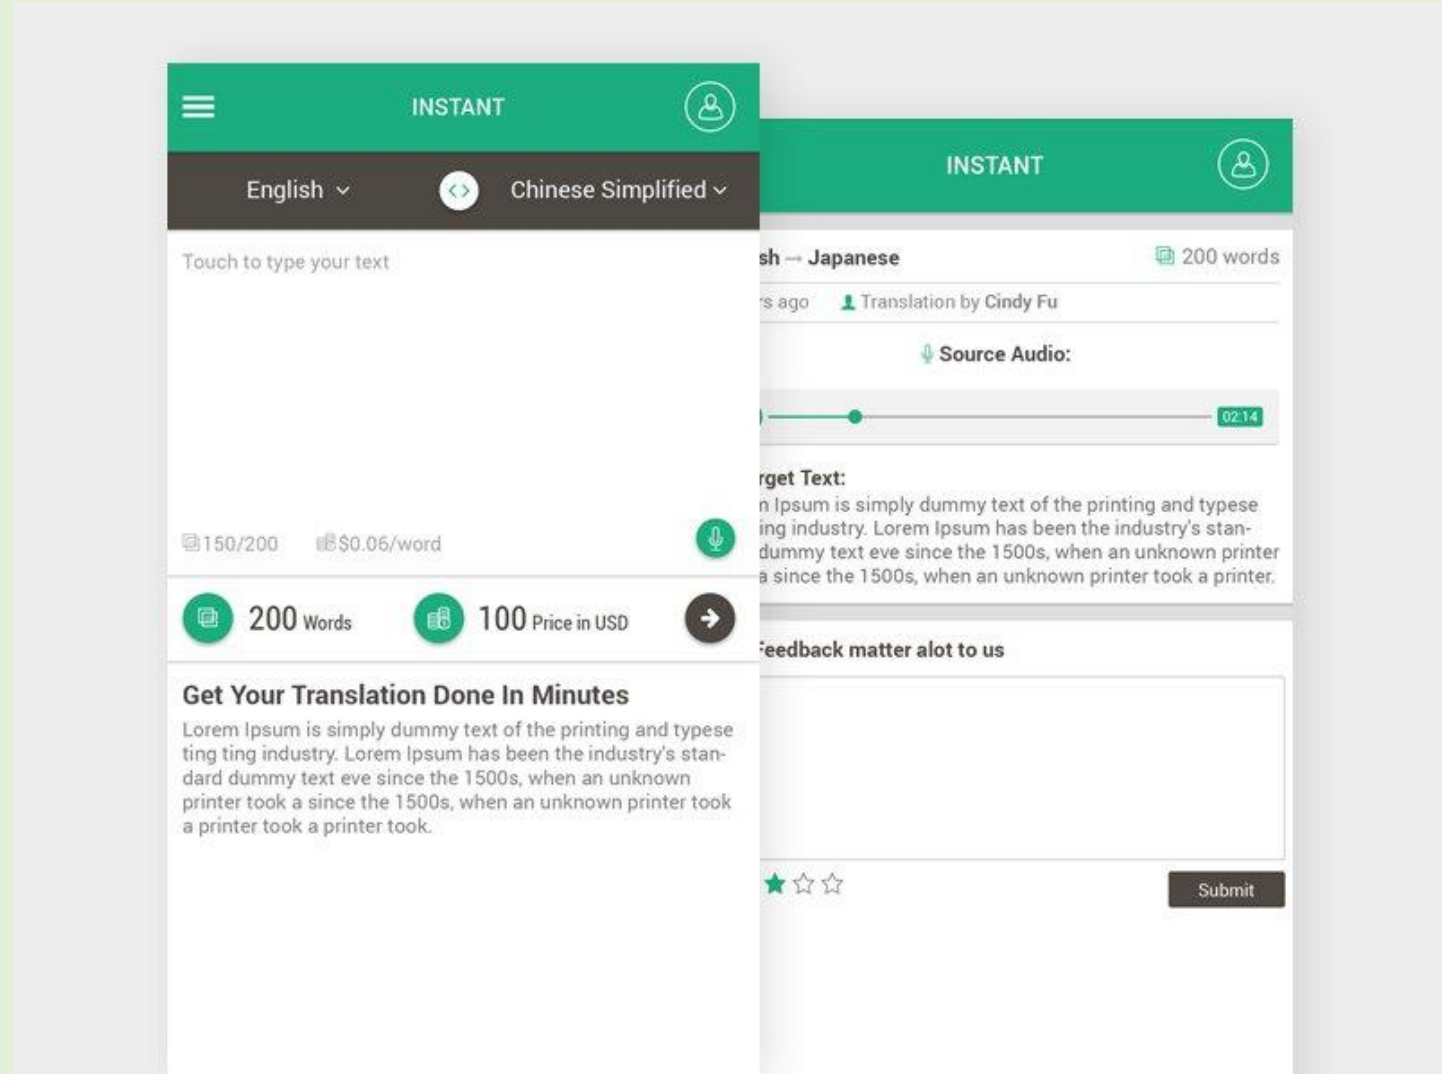 INSTANT
English
Chinese Simplified
Touch to type your text
150/200
$0.06/word
200 Words
100 Price in USD
Get Your Translation Done In Minutes
Lorem Ipsum is simply dummy text of the printing and typese
ting ting industry. Lorem Ipsum has been the industry's stan-
dard dummy text eve since the 1500s, when an unknown
printer took a since the 1500s, when an unknown printer took
a printer took a printer took.
INSTANT
sh → Japanese
200 words
rs ago
Translation by Cindy Fu
Source Audio:
02:14
rget Text:
m Ipsum is simply dummy text of the printing and typese
ing industry. Lorem Ipsum has been the industry's stan-
dummy text eve since the 1500s, when an unknown printer
a since the 1500s, when an unknown printer took a printer.
Feedback matter alot to us
Submit